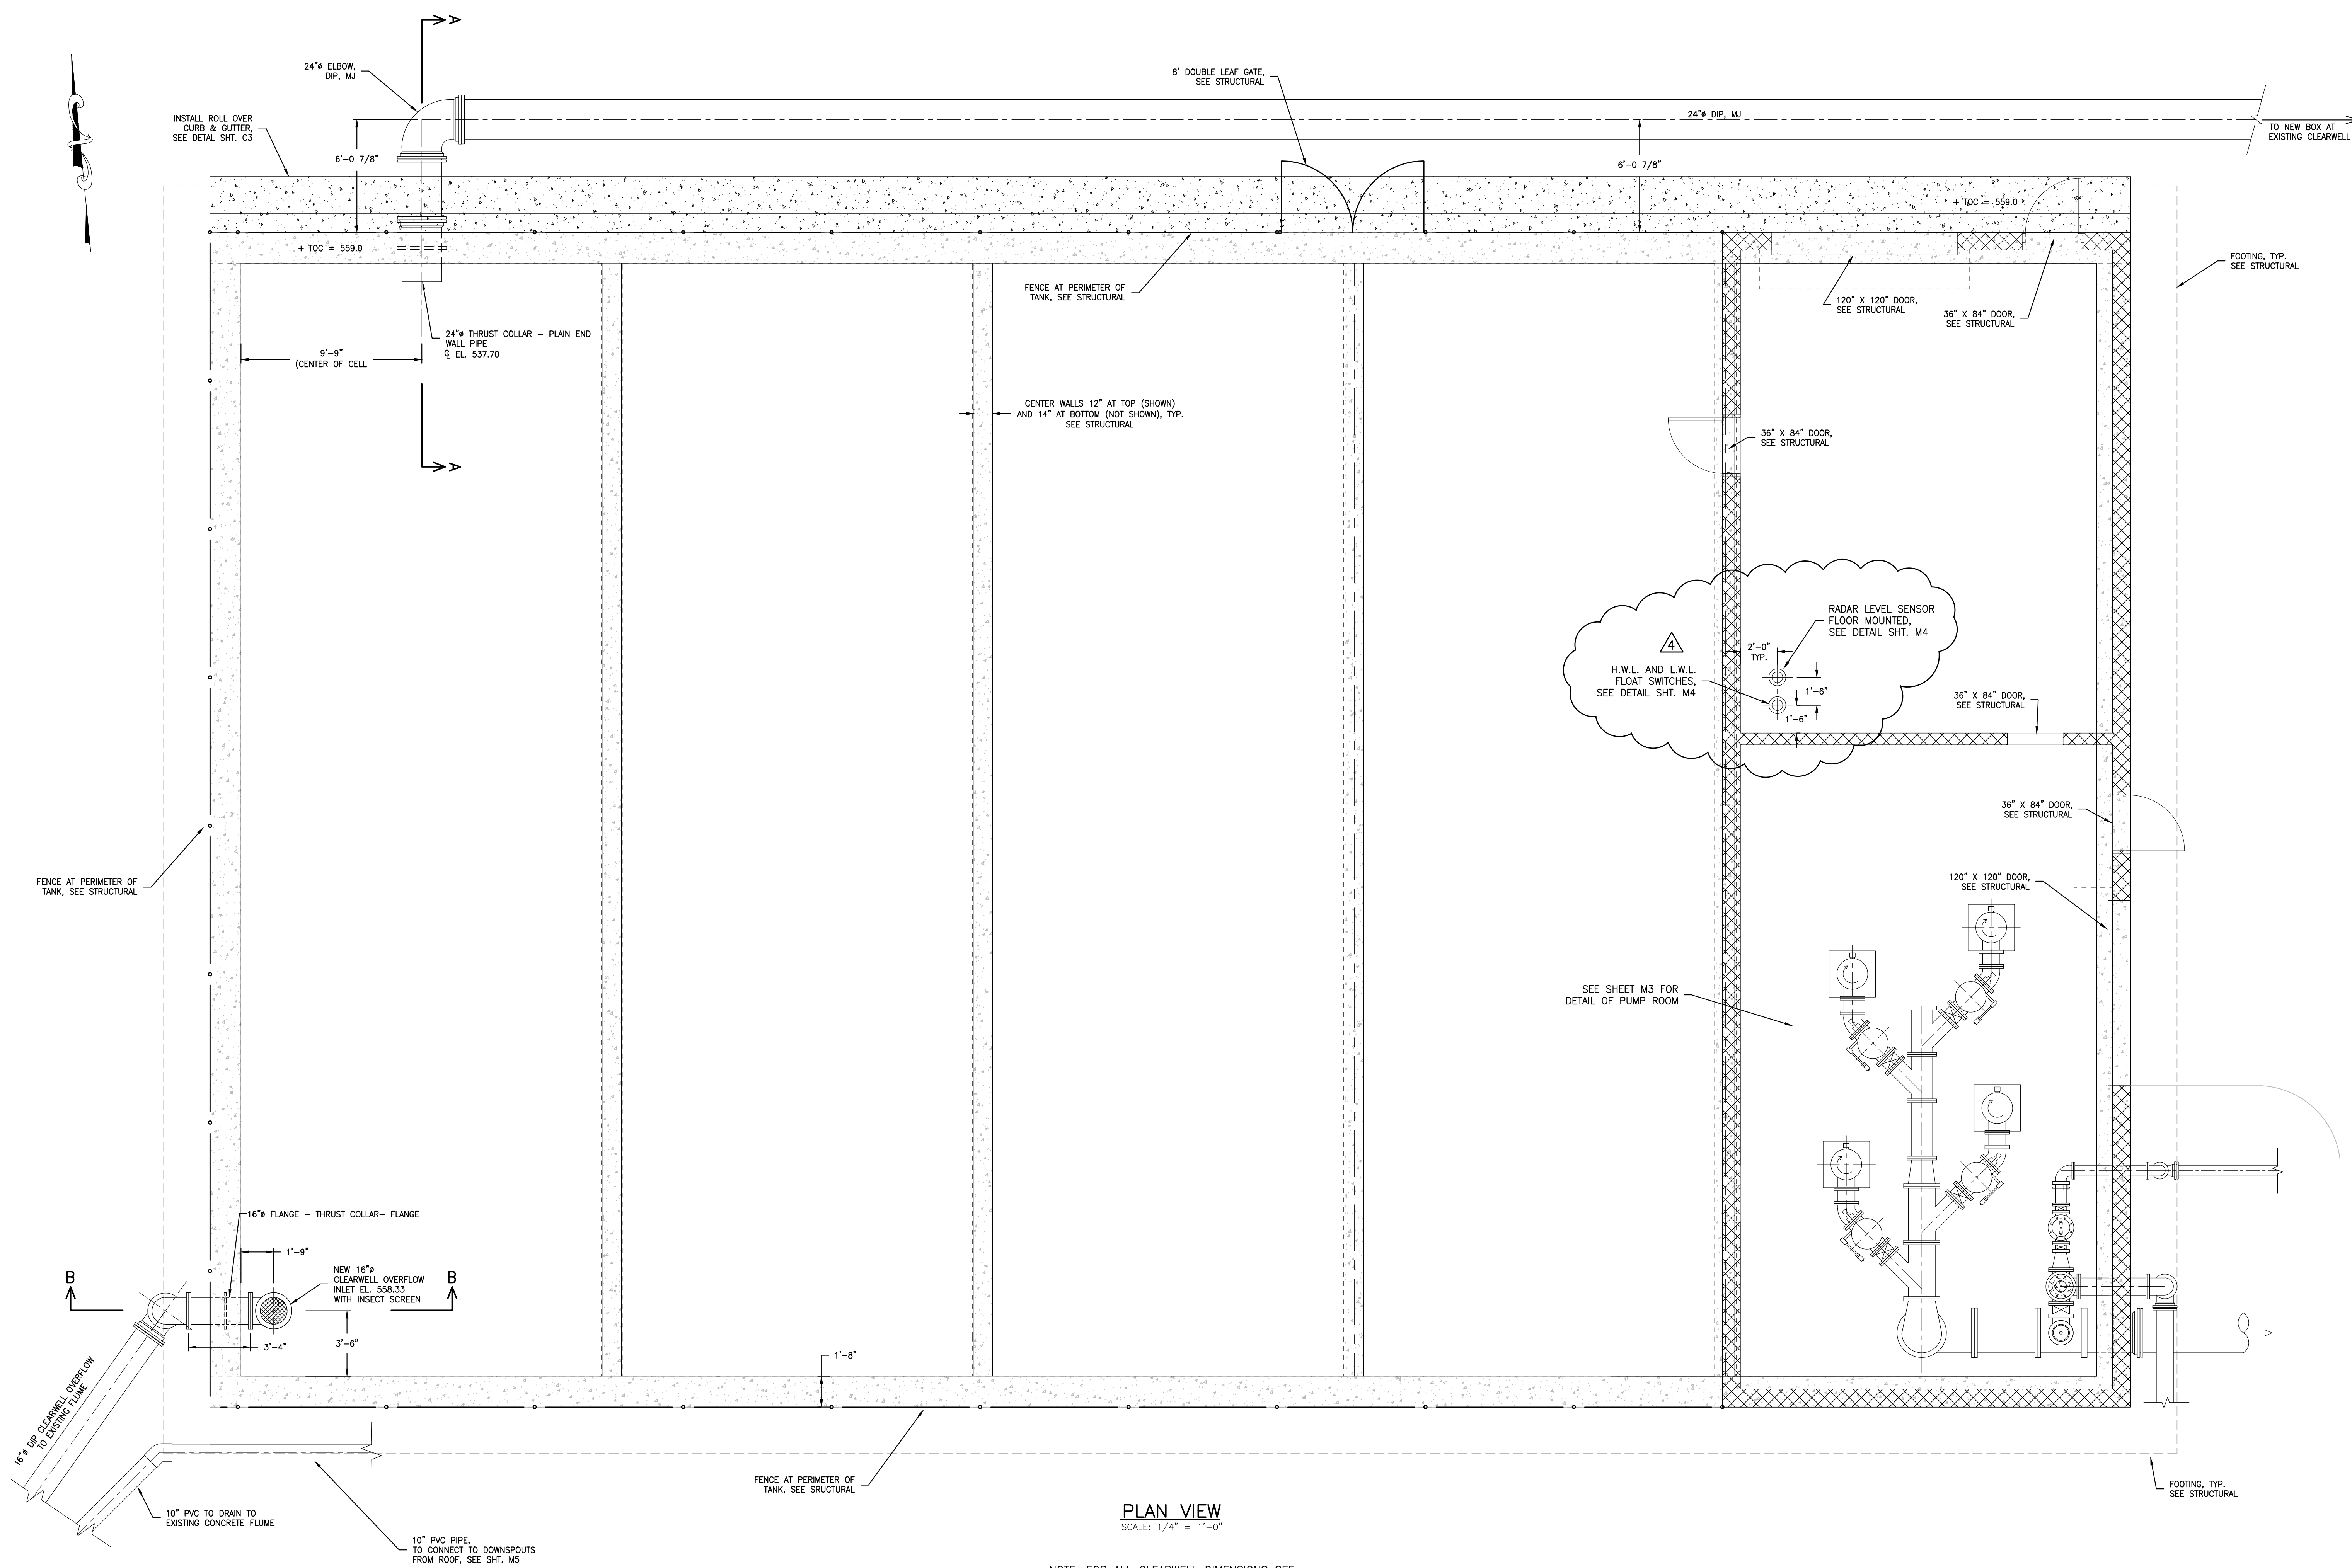 A
24"ø ELBOW,
DIP, MJ
8' DOUBLE LEAF GATE,
SEE STRUCTURAL
INSTALL ROLL OVER
CURB & GUTTER,
SEE DETAL SHT. C3
24"ø DIP, MJ
TO NEW BOX AT
EXISTING CLEARWELL
6'-0 7/8"
6'-0 7/8"
+ TOC = 559.0
+ TOC = 559.0
FOOTING, TYP.
SEE STRUCTURAL
FENCE AT PERIMETER OF
TANK, SEE STRUCTURAL
120" X 120" DOOR,
SEE STRUCTURAL
36" X 84" DOOR,
SEE STRUCTURAL
24"ø THRUST COLLAR - PLAIN END
WALL PIPE
℄ EL. 537.70
9'-9"
(CENTER OF CELL
CENTER WALLS 12" AT TOP (SHOWN)
AND 14" AT BOTTOM (NOT SHOWN), TYP.
SEE STRUCTURAL
36" X 84" DOOR,
SEE STRUCTURAL
A
RADAR LEVEL SENSOR
FLOOR MOUNTED,
SEE DETAIL SHT. M4
4
2'-0"
TYP.
H.W.L. AND L.W.L.
FLOAT SWITCHES,
SEE DETAIL SHT. M4
1'-6"
1'-6"
36" X 84" DOOR,
SEE STRUCTURAL
36" X 84" DOOR,
SEE STRUCTURAL
FENCE AT PERIMETER OF
TANK, SEE STRUCTURAL
120" X 120" DOOR,
SEE STRUCTURAL
SEE SHEET M3 FOR
DETAIL OF PUMP ROOM
16"ø FLANGE - THRUST COLLAR- FLANGE
1'-9"
B
NEW 16"ø
CLEARWELL OVERFLOW
INLET EL. 558.33
WITH INSECT SCREEN
B
3'-4"
3'-6"
1'-8"
16"ø DIP CLEARWELL OVERFLOW
TO EXISTING FLUME
FENCE AT PERIMETER OF
TANK, SEE SRUCTURAL
FOOTING, TYP.
SEE STRUCTURAL
10" PVC TO DRAIN TO
EXISTING CONCRETE FLUME
10" PVC PIPE,
TO CONNECT TO DOWNSPOUTS
FROM ROOF, SEE SHT. M5
PLAN VIEW
SCALE: 1/4" = 1'-0"
NOTE: FOR ALL CLEARWELL DIMENSIONS SEE